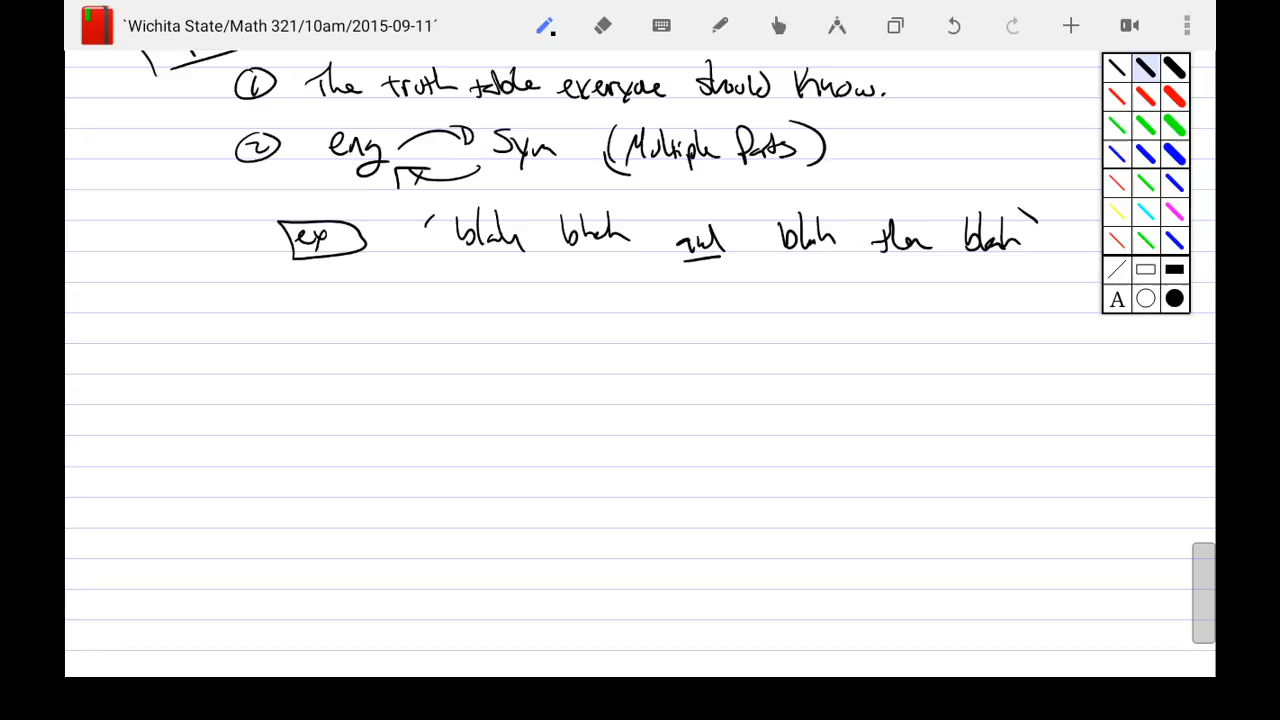 `Wichita State/Math 321/10am/2015-09-11´
① The truth table everyone should know.
② eng Sym (Multiple Parts)
ex "blah blah and blah then blah"
A